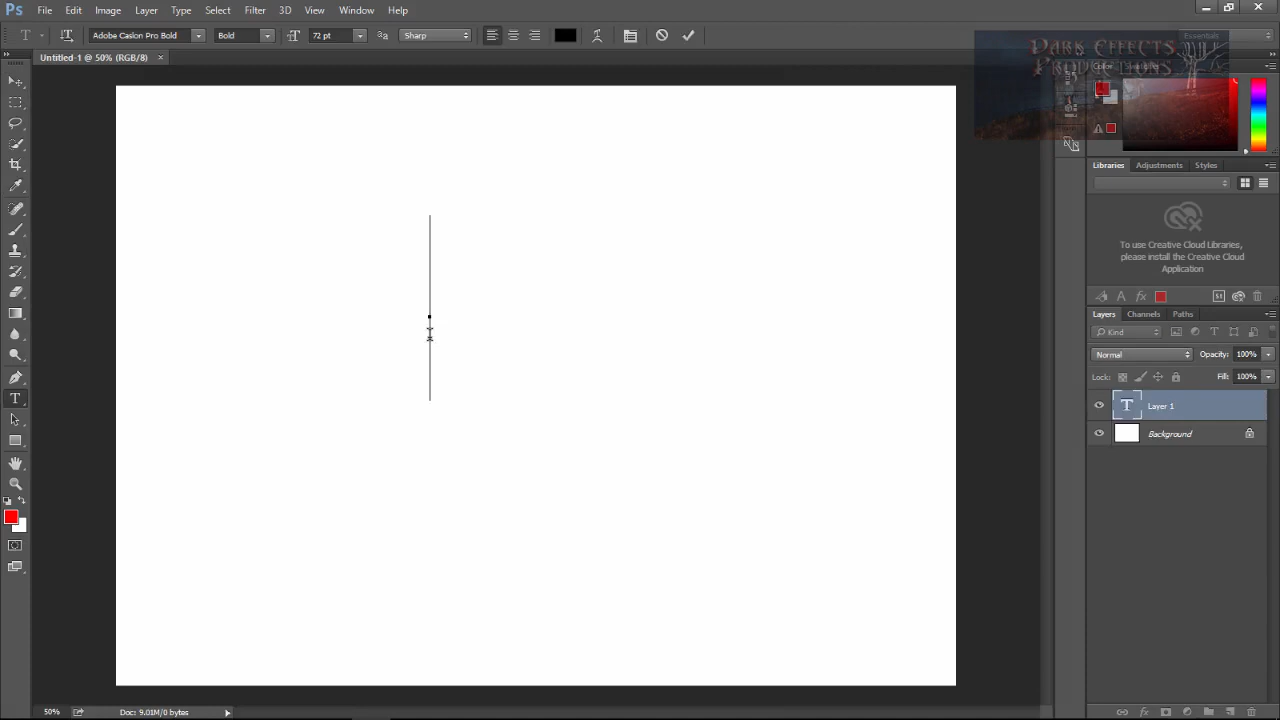 Ps File Edit Image Layer Type Select Filter 3D View Window Help
T Adobe Caslon Pro Bold Bold 72 pt Sharp Essentials
Untitled-1 @ 50% (RGB/8) ×
DARK EFFECTS
PRODUCTIONS
Color Swatches
Libraries Adjustments Styles
To use Creative Cloud Libraries,
please install the Creative Cloud
Application
Layers Channels Paths
Kind
Normal Opacity: 100%
Lock: Fill: 100%
T Layer 1
Background
50% Doc: 9.01M/0 bytes